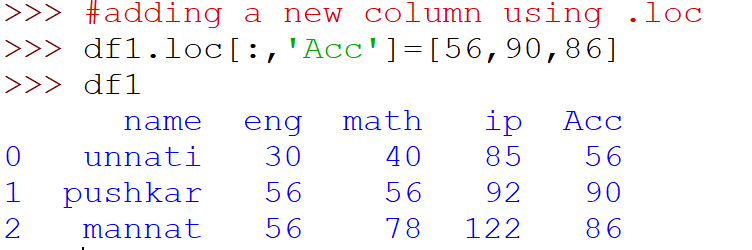 >>> #adding a new column using .loc
>>> df1.loc[:,'Acc']=[56,90,86]
>>> df1
      name  eng  math   ip  Acc
0   unnati   30    40   85   56
1  pushkar   56    56   92   90
2   mannat   56    78  122   86